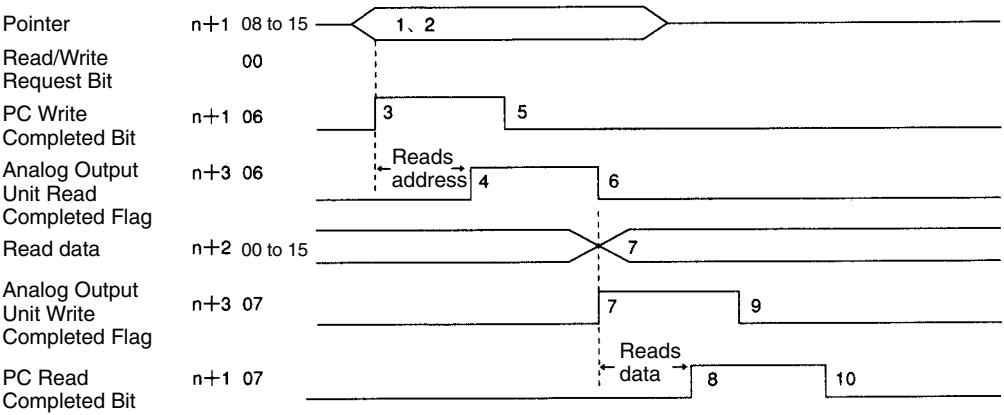 Pointer n+1 08 to 15 1、2
Read/Write
Request Bit
00
PC Write
Completed Bit
n+1 06 3 5
Analog Output
Unit Read
Completed Flag
n+3 06
Reads
address
4 6
Read data n+2 00 to 15 7
Analog Output
Unit Write
Completed Flag
n+3 07 7 9
Reads
data
PC Read
Completed Bit
n+1 07 8 10